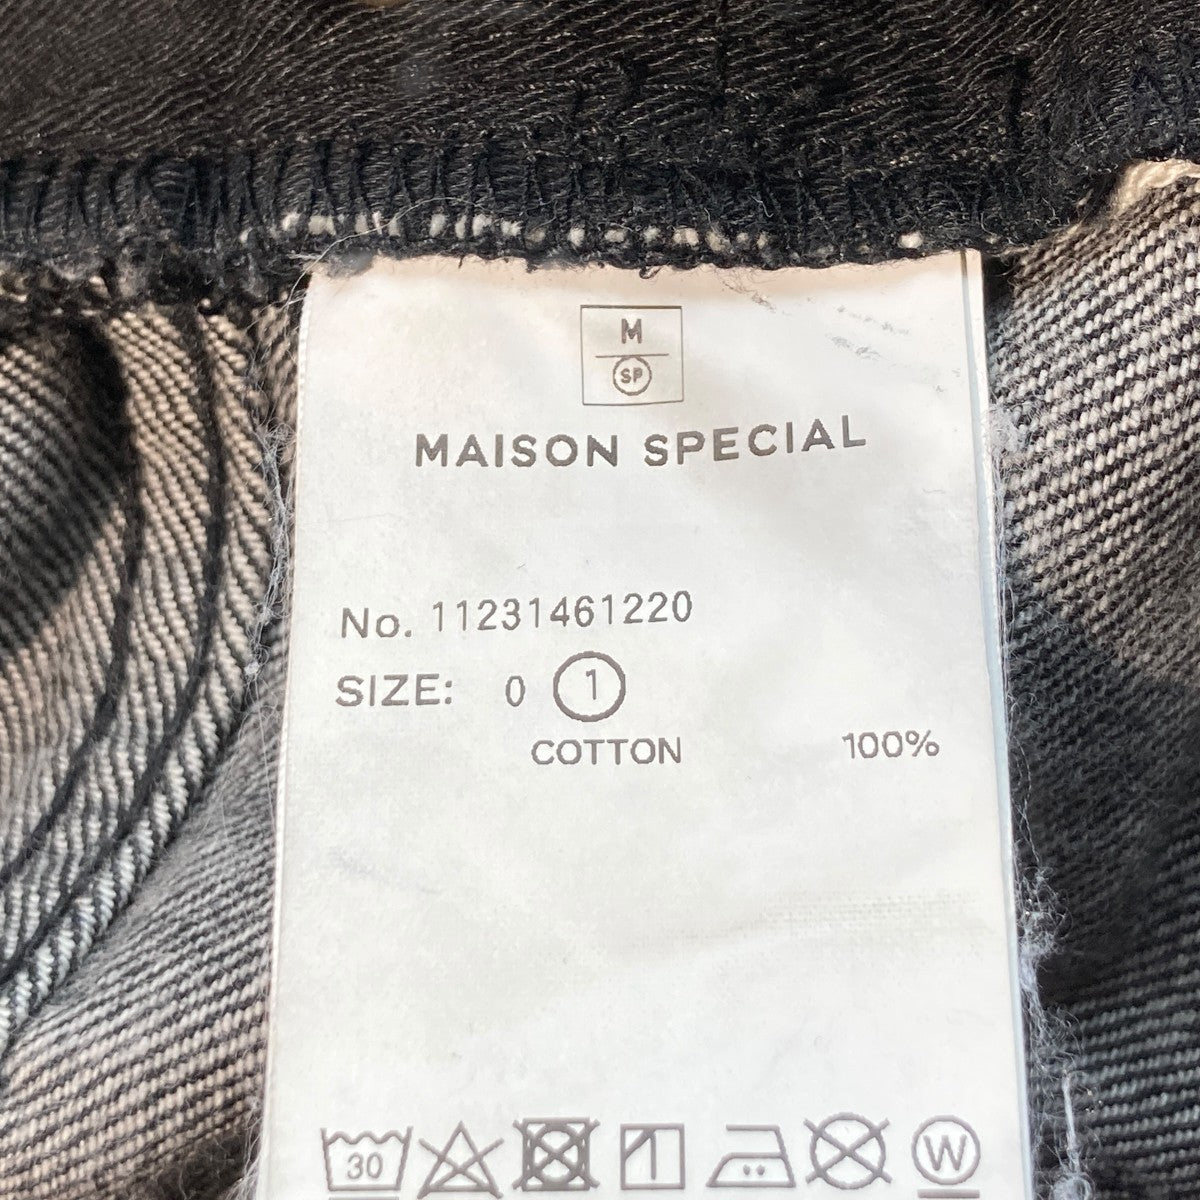 M
SP
MAISON SPECIAL
No. 11231461220
SIZE: 0 1
COTTON 100%
30
W